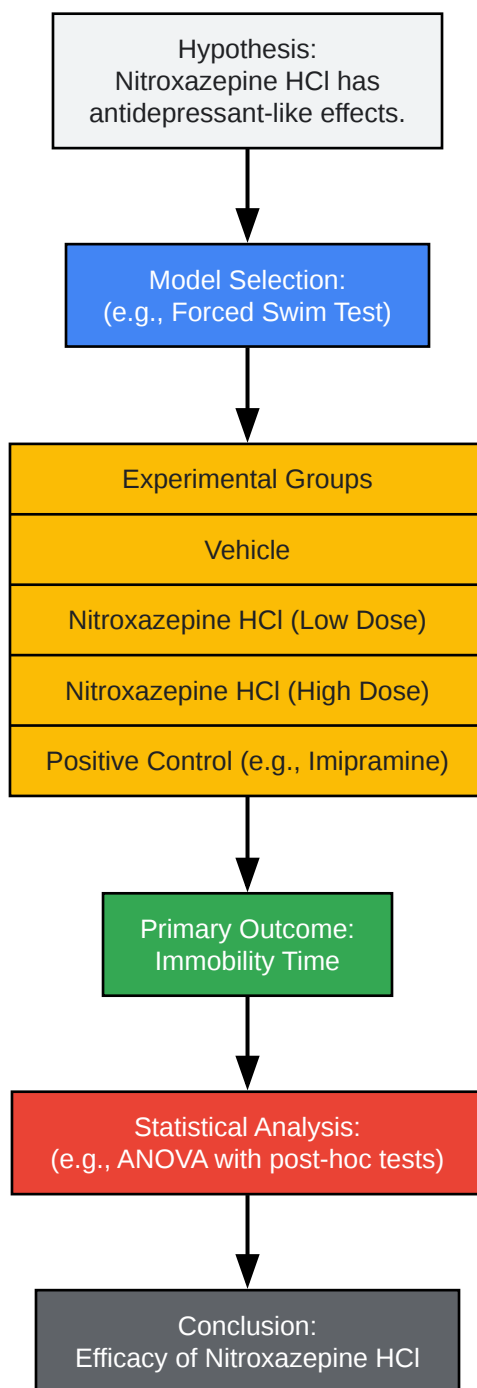 Hypothesis:
Nitroxazepine HCl has
antidepressant-like effects.
Model Selection:
(e.g., Forced Swim Test)
Experimental Groups
Vehicle
Nitroxazepine HCl (Low Dose)
Nitroxazepine HCl (High Dose)
Positive Control (e.g., Imipramine)
Primary Outcome:
Immobility Time
Statistical Analysis:
(e.g., ANOVA with post-hoc tests)
Conclusion:
Efficacy of Nitroxazepine HCl